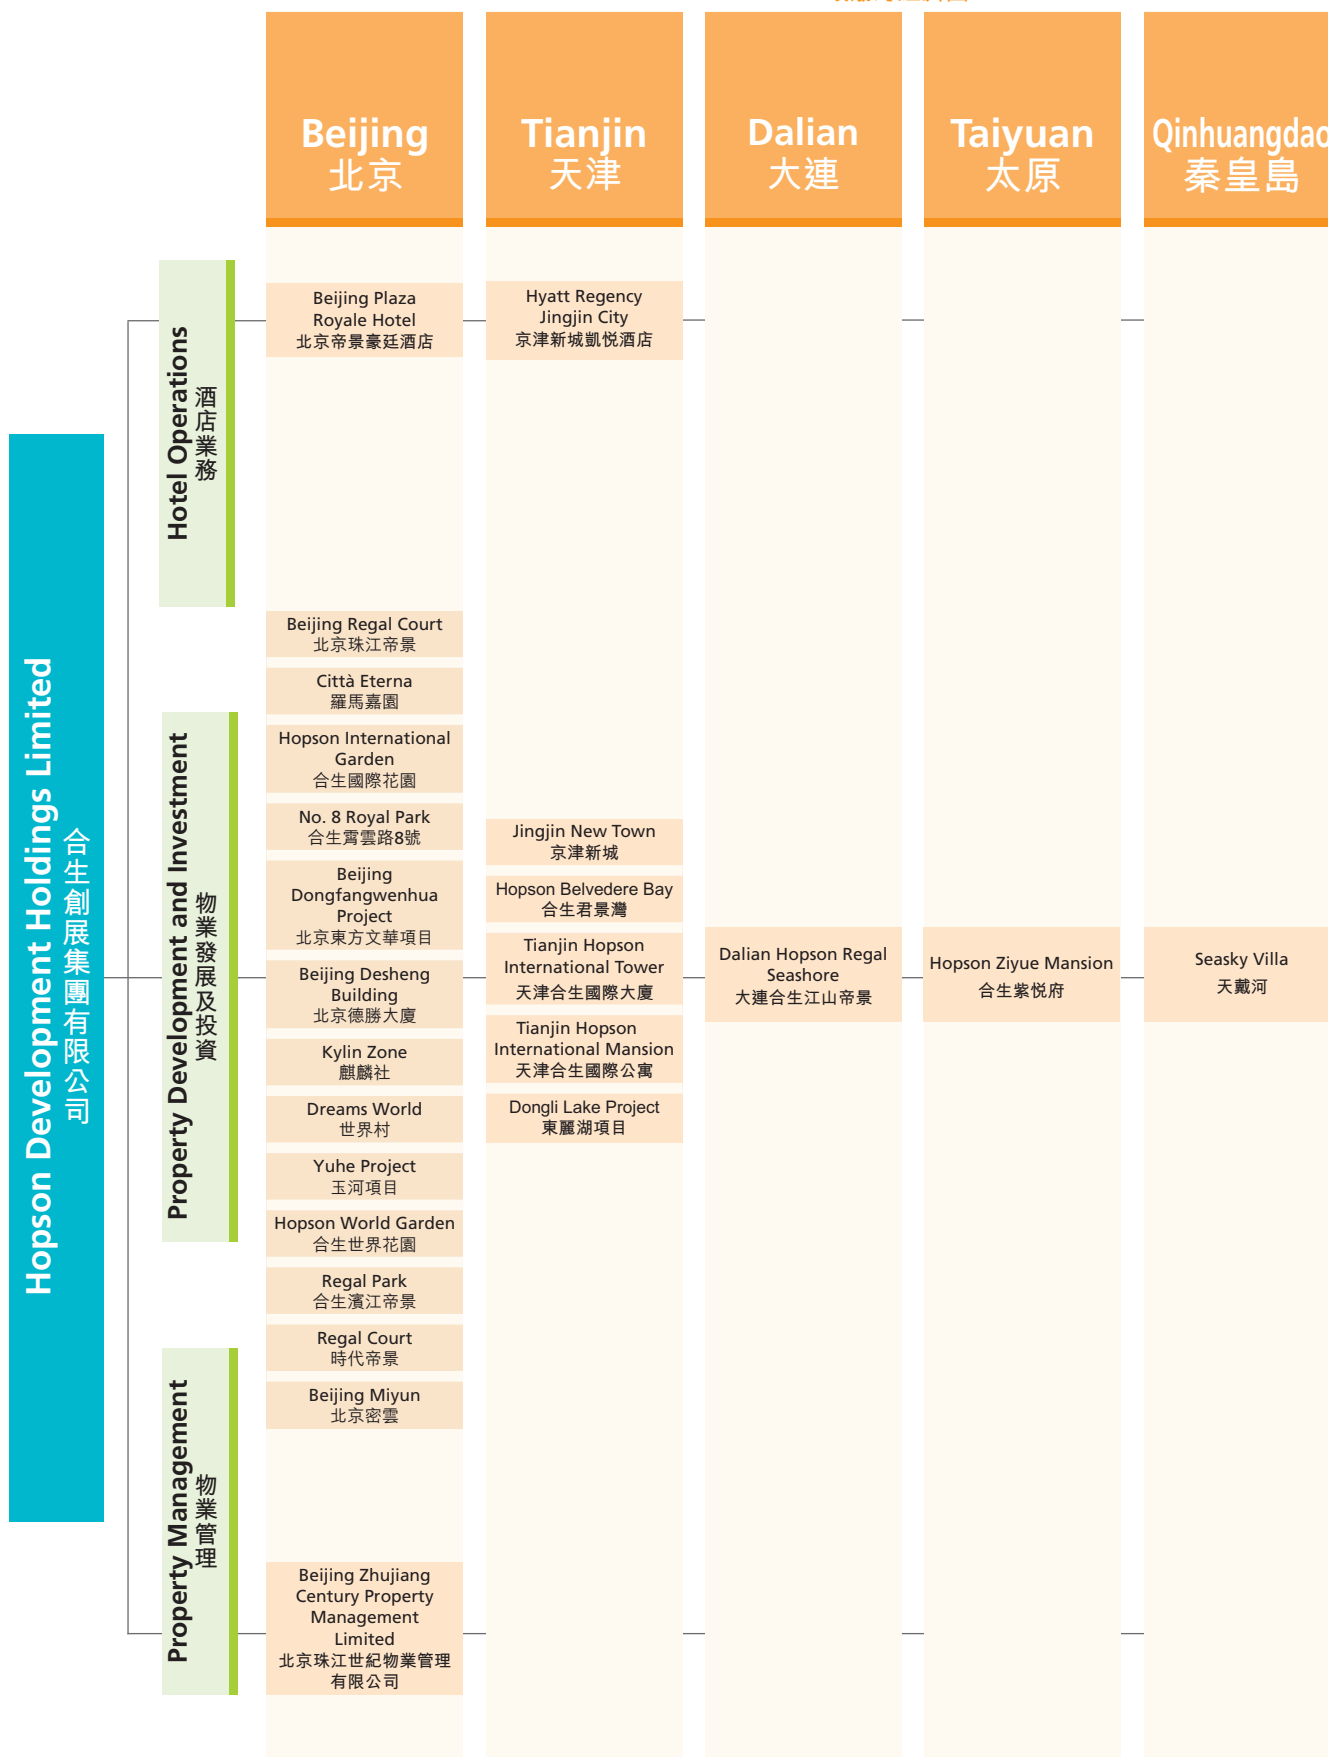 Beijing
北京
Tianjin
天津
Dalian
大連
Taiyuan
太原
Qinhuangdao
秦皇島
Hopson Development Holdings Limited
合生創展集團有限公司
Hotel Operations
酒店業務
Beijing Plaza
Royale Hotel
北京帝景豪廷酒店
Hyatt Regency
Jingjin City
京津新城凱悦酒店
Property Development and Investment
物業發展及投資
Beijing Regal Court
北京珠江帝景
Città Eterna
羅馬嘉園
Hopson International
Garden
合生國際花園
No. 8 Royal Park
合生霄雲路8號
Beijing
Dongfangwenhua
Project
北京東方文華項目
Beijing Desheng
Building
北京德勝大廈
Kylin Zone
麒麟社
Dreams World
世界村
Yuhe Project
玉河項目
Hopson World Garden
合生世界花園
Regal Park
合生濱江帝景
Regal Court
時代帝景
Beijing Miyun
北京密雲
Jingjin New Town
京津新城
Hopson Belvedere Bay
合生君景灣
Tianjin Hopson
International Tower
天津合生國際大廈
Tianjin Hopson
International Mansion
天津合生國際公寓
Dongli Lake Project
東麗湖項目
Dalian Hopson Regal
Seashore
大連合生江山帝景
Hopson Ziyue Mansion
合生紫悦府
Seasky Villa
天戴河
Property Management
物業管理
Beijing Zhujiang
Century Property
Management
Limited
北京珠江世紀物業管理
有限公司